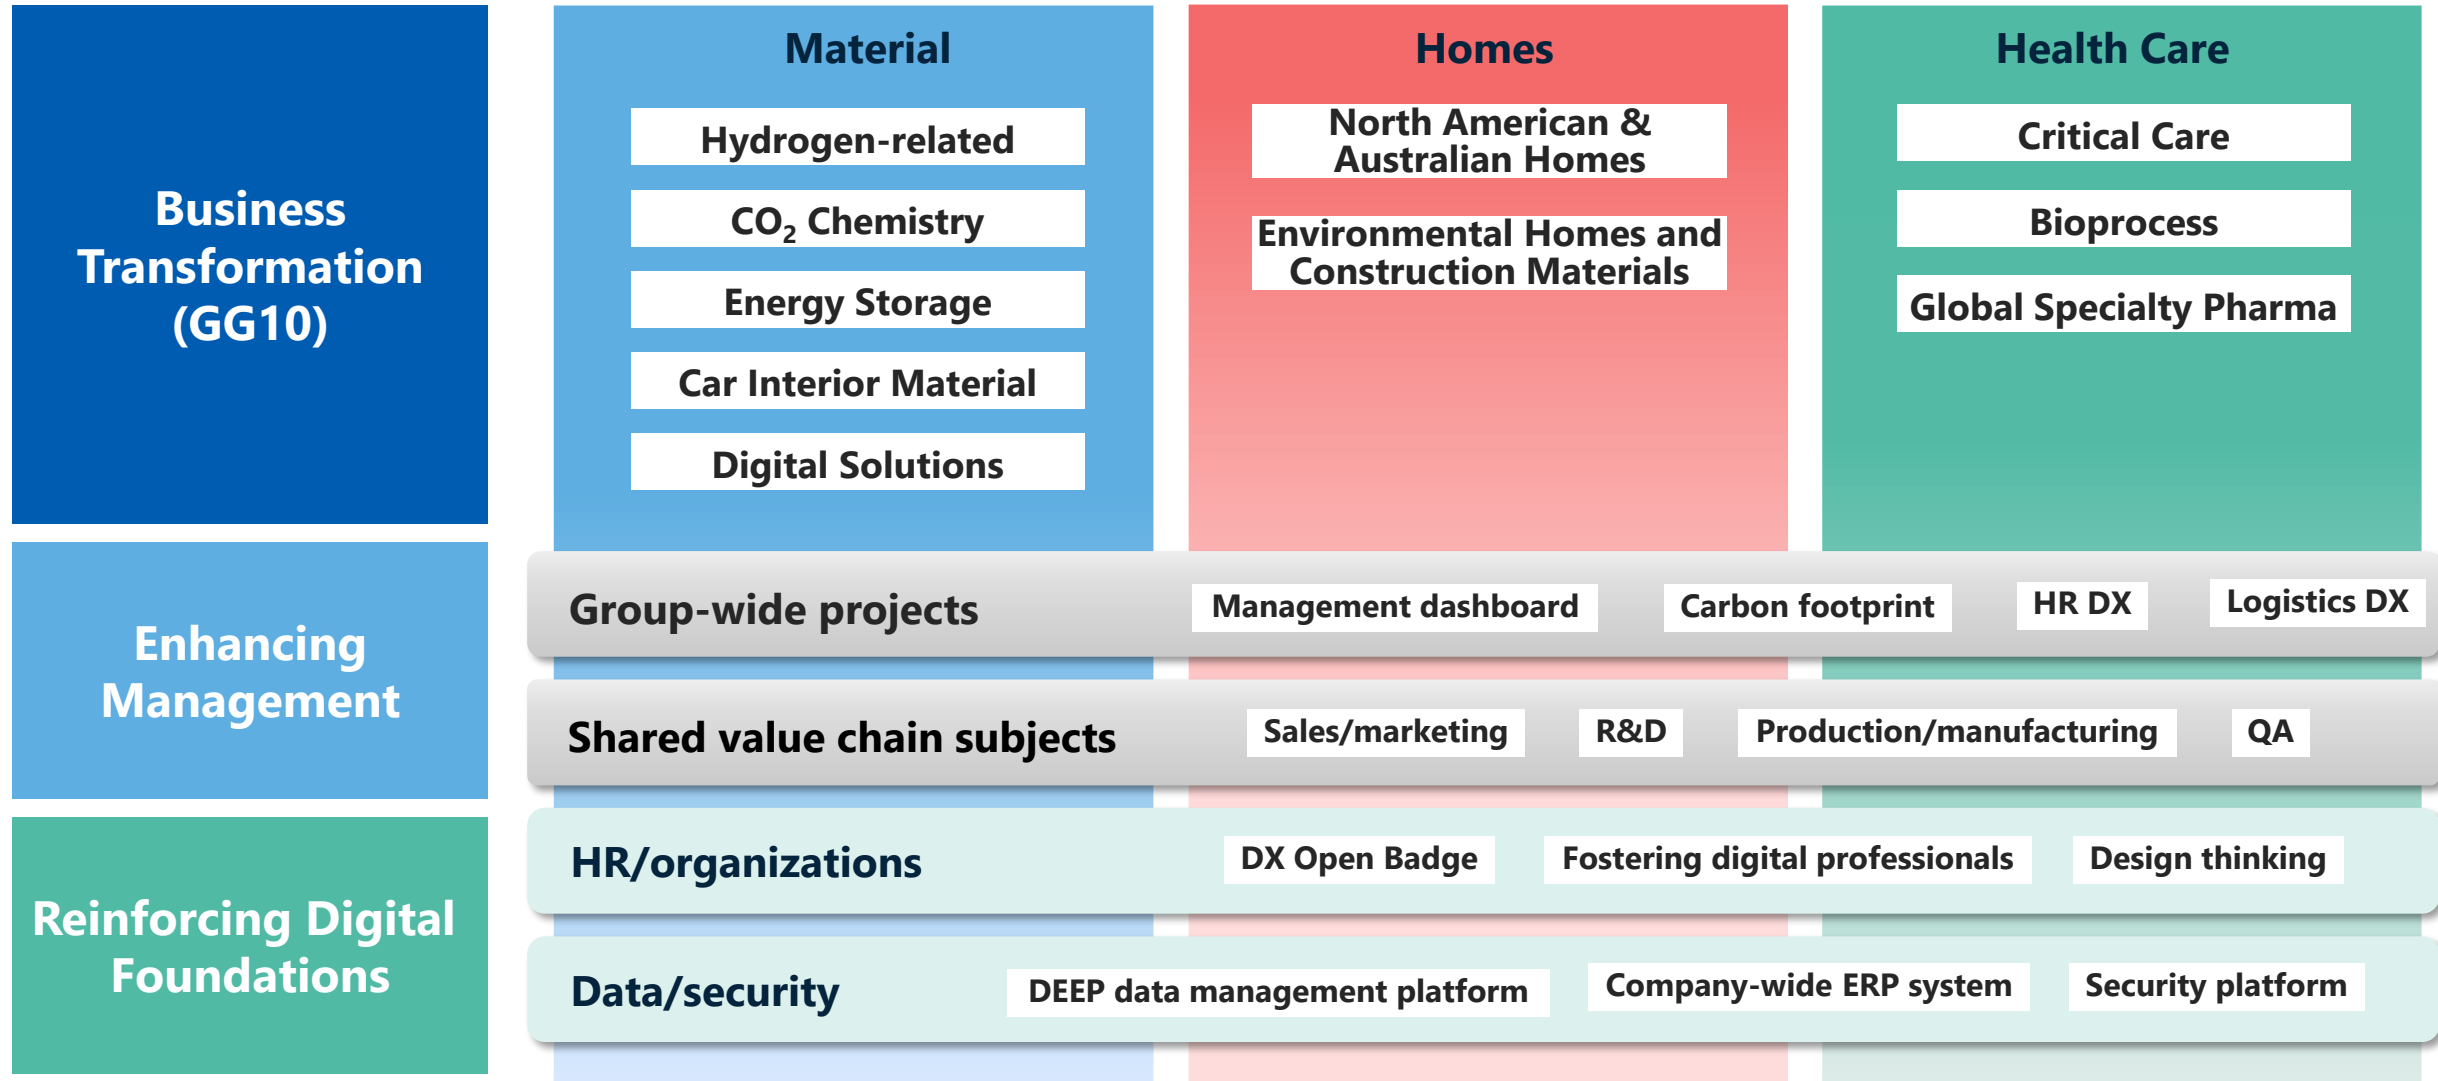 Business
Transformation
(GG10)
Material
Hydrogen-related
CO₂ Chemistry
Energy Storage
Car Interior Material
Digital Solutions
Homes
North American &
Australian Homes
Environmental Homes and
Construction Materials
Health Care
Critical Care
Bioprocess
Global Specialty Pharma
Enhancing
Management
Group-wide projects
Management dashboard
Carbon footprint
HR DX
Logistics DX
Shared value chain subjects
Sales/marketing
R&D
Production/manufacturing
QA
Reinforcing Digital
Foundations
HR/organizations
DX Open Badge
Fostering digital professionals
Design thinking
Data/security
DEEP data management platform
Company-wide ERP system
Security platform